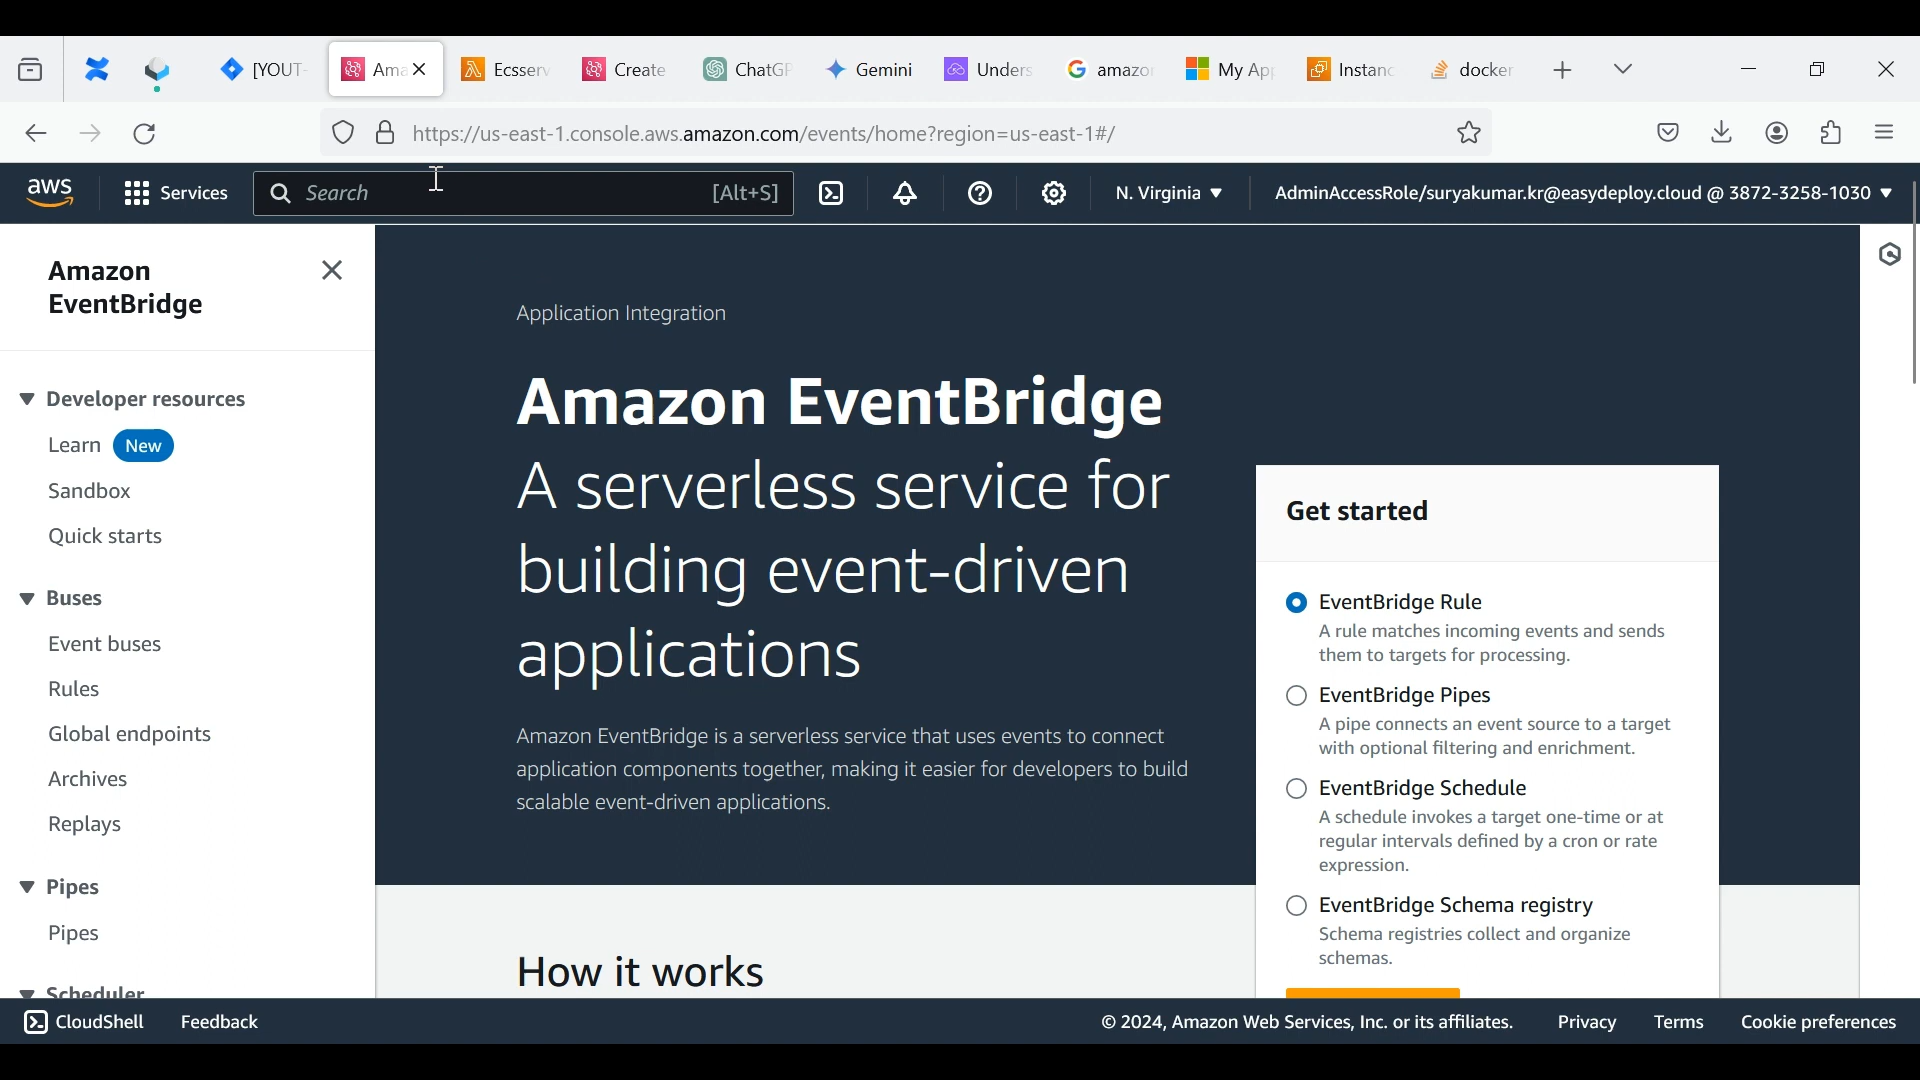 [YOUT-
Ama
Ecsserv
Create
ChatGP
Gemini
Unders
amazon
My App
Instanc
docker
https://us-east-1.console.aws.amazon.com/events/home?region=us-east-1#/
aws
Services
Search
[Alt+S]
N. Virginia
AdminAccessRole/suryakumar.kr@easydeploy.cloud @ 3872-3258-1030
Amazon
EventBridge
Developer resources
Learn New
Sandbox
Quick starts
Buses
Event buses
Rules
Global endpoints
Archives
Replays
Pipes
Pipes
Scheduler
Application Integration
Amazon EventBridge
A serverless service for
building event-driven
applications
Amazon EventBridge is a serverless service that uses events to connect
application components together, making it easier for developers to build
scalable event-driven applications.
How it works
Get started
EventBridge Rule
A rule matches incoming events and sends
them to targets for processing.
EventBridge Pipes
A pipe connects an event source to a target
with optional filtering and enrichment.
EventBridge Schedule
A schedule invokes a target one-time or at
regular intervals defined by a cron or rate
expression.
EventBridge Schema registry
Schema registries collect and organize
schemas.
CloudShell
Feedback
© 2024, Amazon Web Services, Inc. or its affiliates.
Privacy
Terms
Cookie preferences